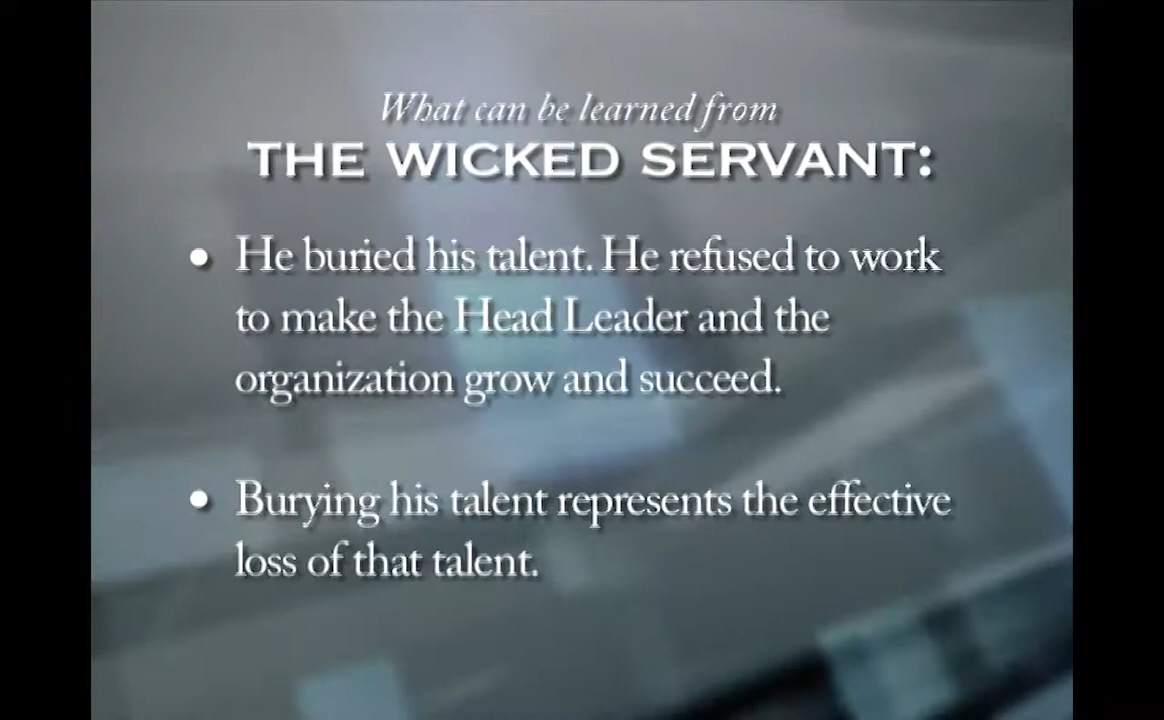 What can be learned from
THE WICKED SERVANT:
• He buried his talent. He refused to work
to make the Head Leader and the
organization grow and succeed.
• Burying his talent represents the effective
loss of that talent.